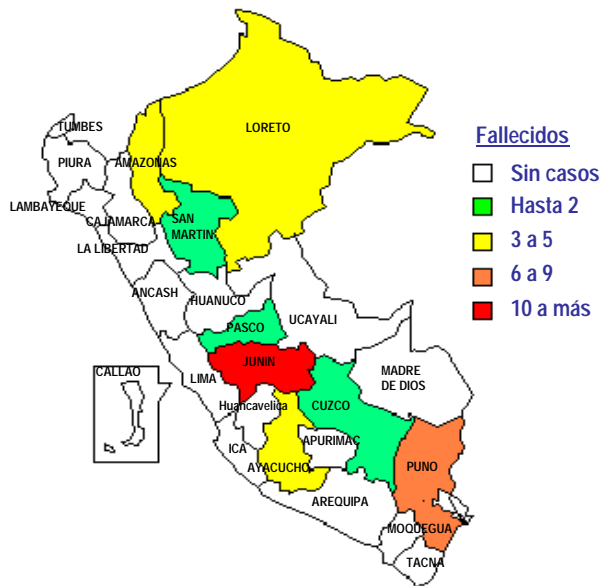 LORETO
TUMBES
PIURA
AMAZONAS
LAMBAYEQUE
CAJAMARCA
SAN
MARTIN
LA LIBERTAD
ANCASH
HUANUCO
UCAYALI
PASCO
JUNIN
CALLAO
LIMA
MADRE
DE DIOS
Huancavelica
CUZCO
ICA
APURIMAC
AYACUCHO
PUNO
AREQUIPA
MOQUEGUA
TACNA
Fallecidos
Sin casos
Hasta 2
3 a 5
6 a 9
10 a más